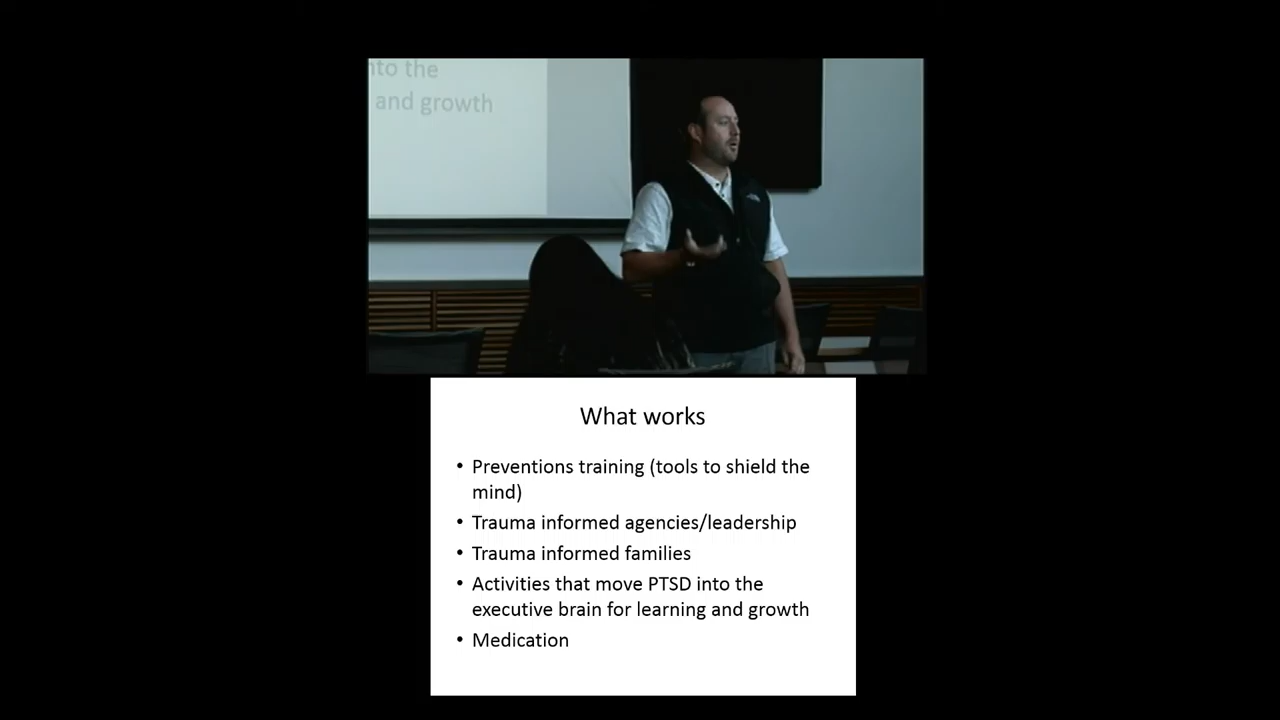 nto the
and growth
What works
• Preventions training (tools to shield the
mind)
• Trauma informed agencies/leadership
• Trauma informed families
• Activities that move PTSD into the
executive brain for learning and growth
• Medication